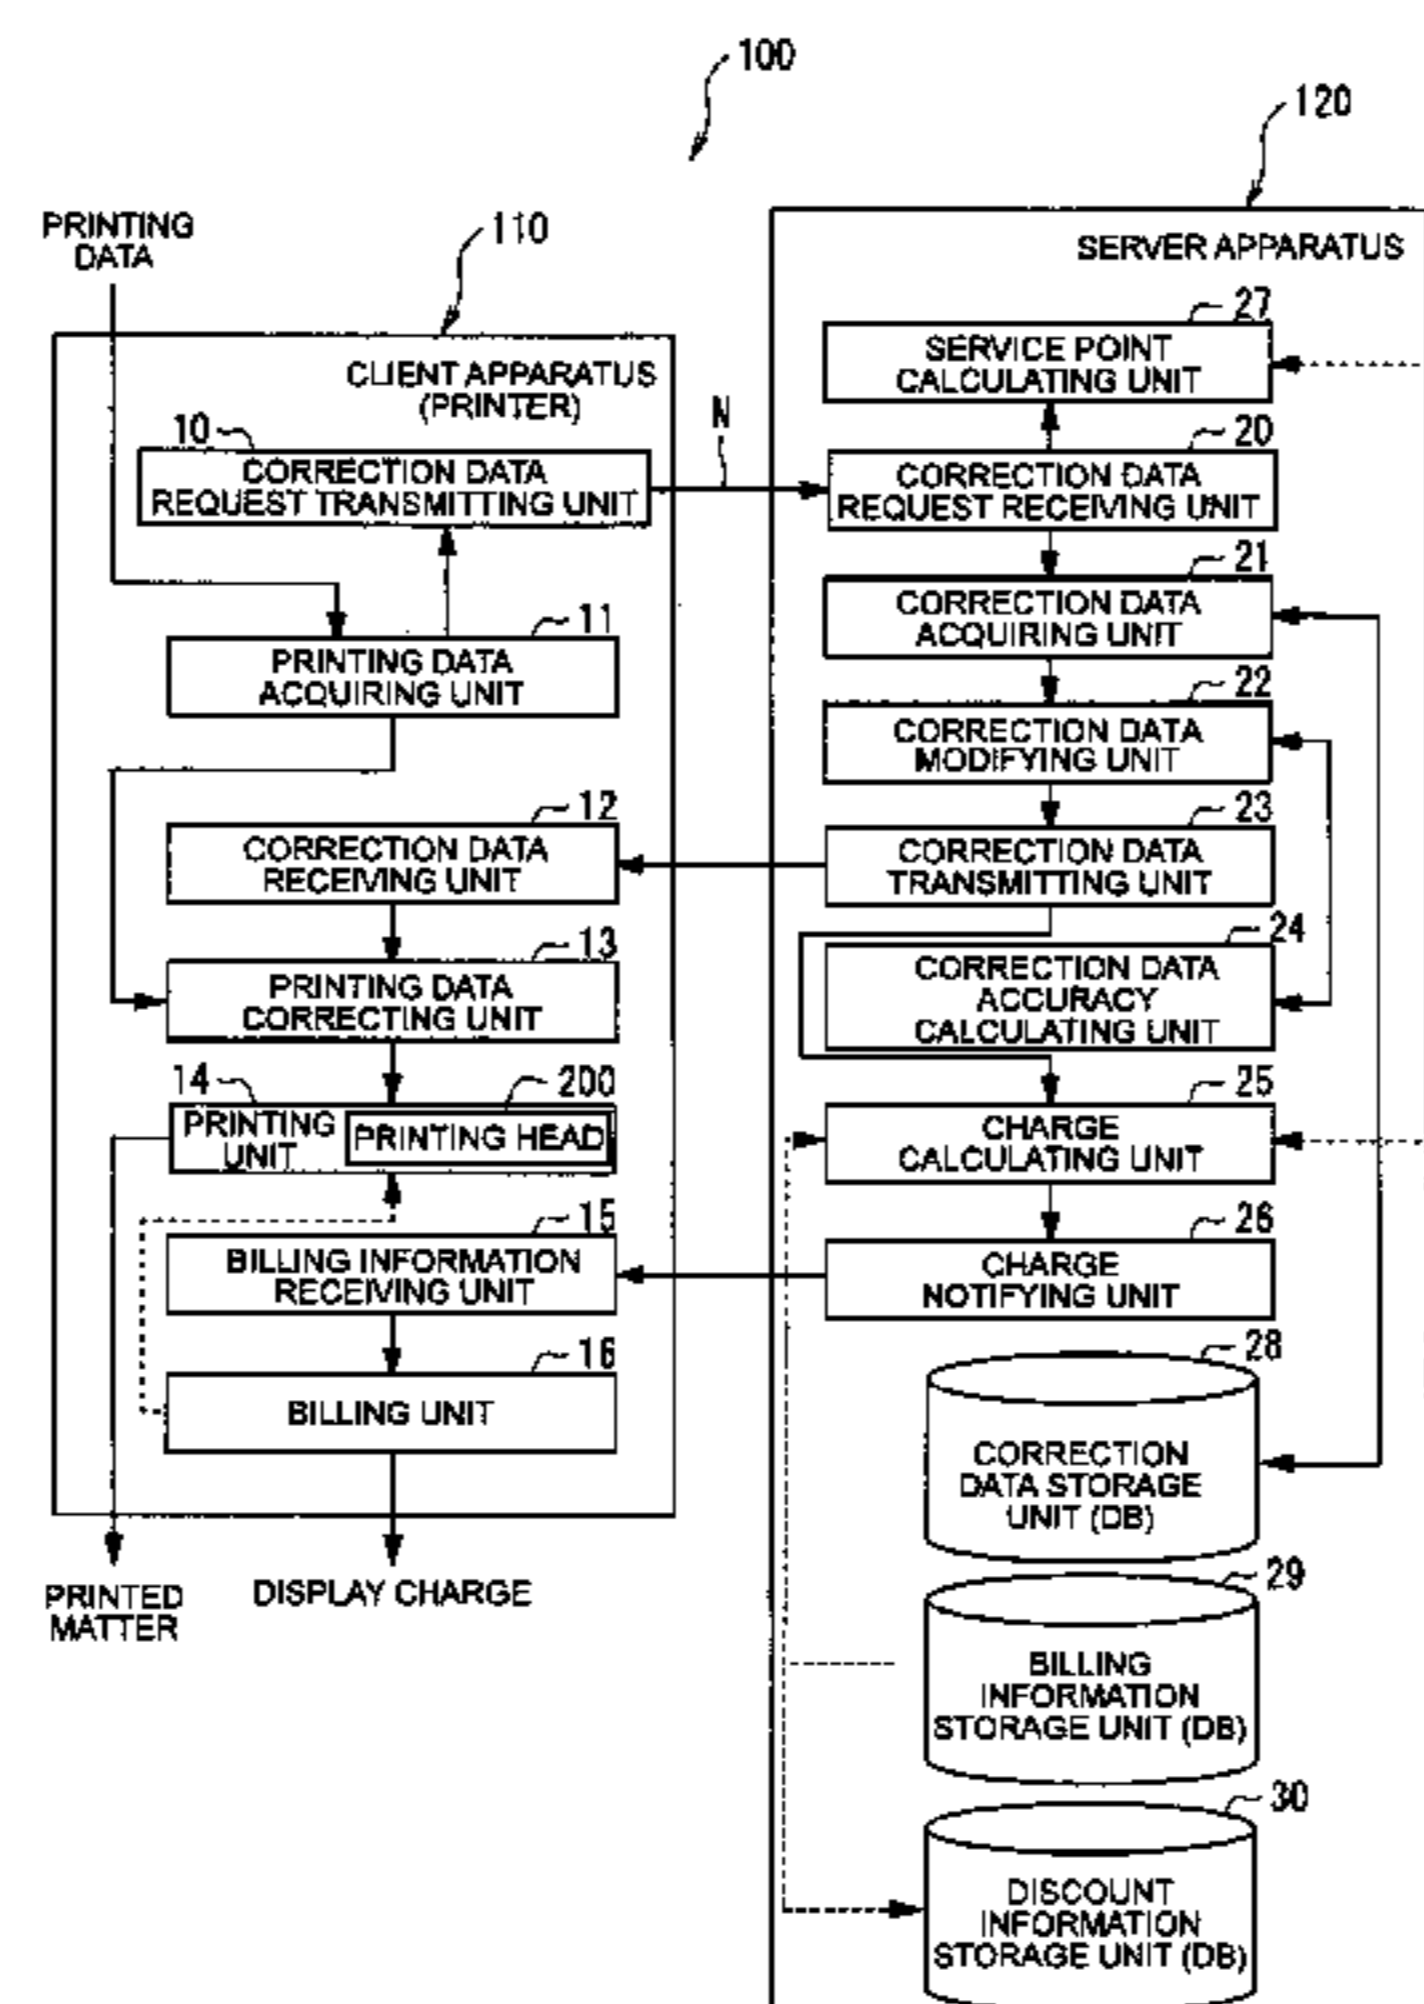 100
120
PRINTING
DATA
110
SERVER APPARATUS
CLIENT APPARATUS
(PRINTER)
10
CORRECTION DATA
REQUEST TRANSMITTING UNIT
N
11
PRINTING DATA
ACQUIRING UNIT
12
CORRECTION DATA
RECEIVING UNIT
13
PRINTING DATA
CORRECTING UNIT
14
PRINTING
UNIT
200
PRINTING HEAD
15
BILLING INFORMATION
RECEIVING UNIT
16
BILLING UNIT
PRINTED
MATTER
DISPLAY CHARGE
27
SERVICE POINT
CALCULATING UNIT
20
CORRECTION DATA
REQUEST RECEIVING UNIT
21
CORRECTION DATA
ACQUIRING UNIT
22
CORRECTION DATA
MODIFYING UNIT
23
CORRECTION DATA
TRANSMITTING UNIT
24
CORRECTION DATA
ACCURACY
CALCULATING UNIT
25
CHARGE
CALCULATING UNIT
26
CHARGE
NOTIFYING UNIT
28
CORRECTION
DATA STORAGE
UNIT (DB)
29
BILLING
INFORMATION
STORAGE UNIT (DB)
30
DISCOUNT
INFORMATION
STORAGE UNIT (DB)